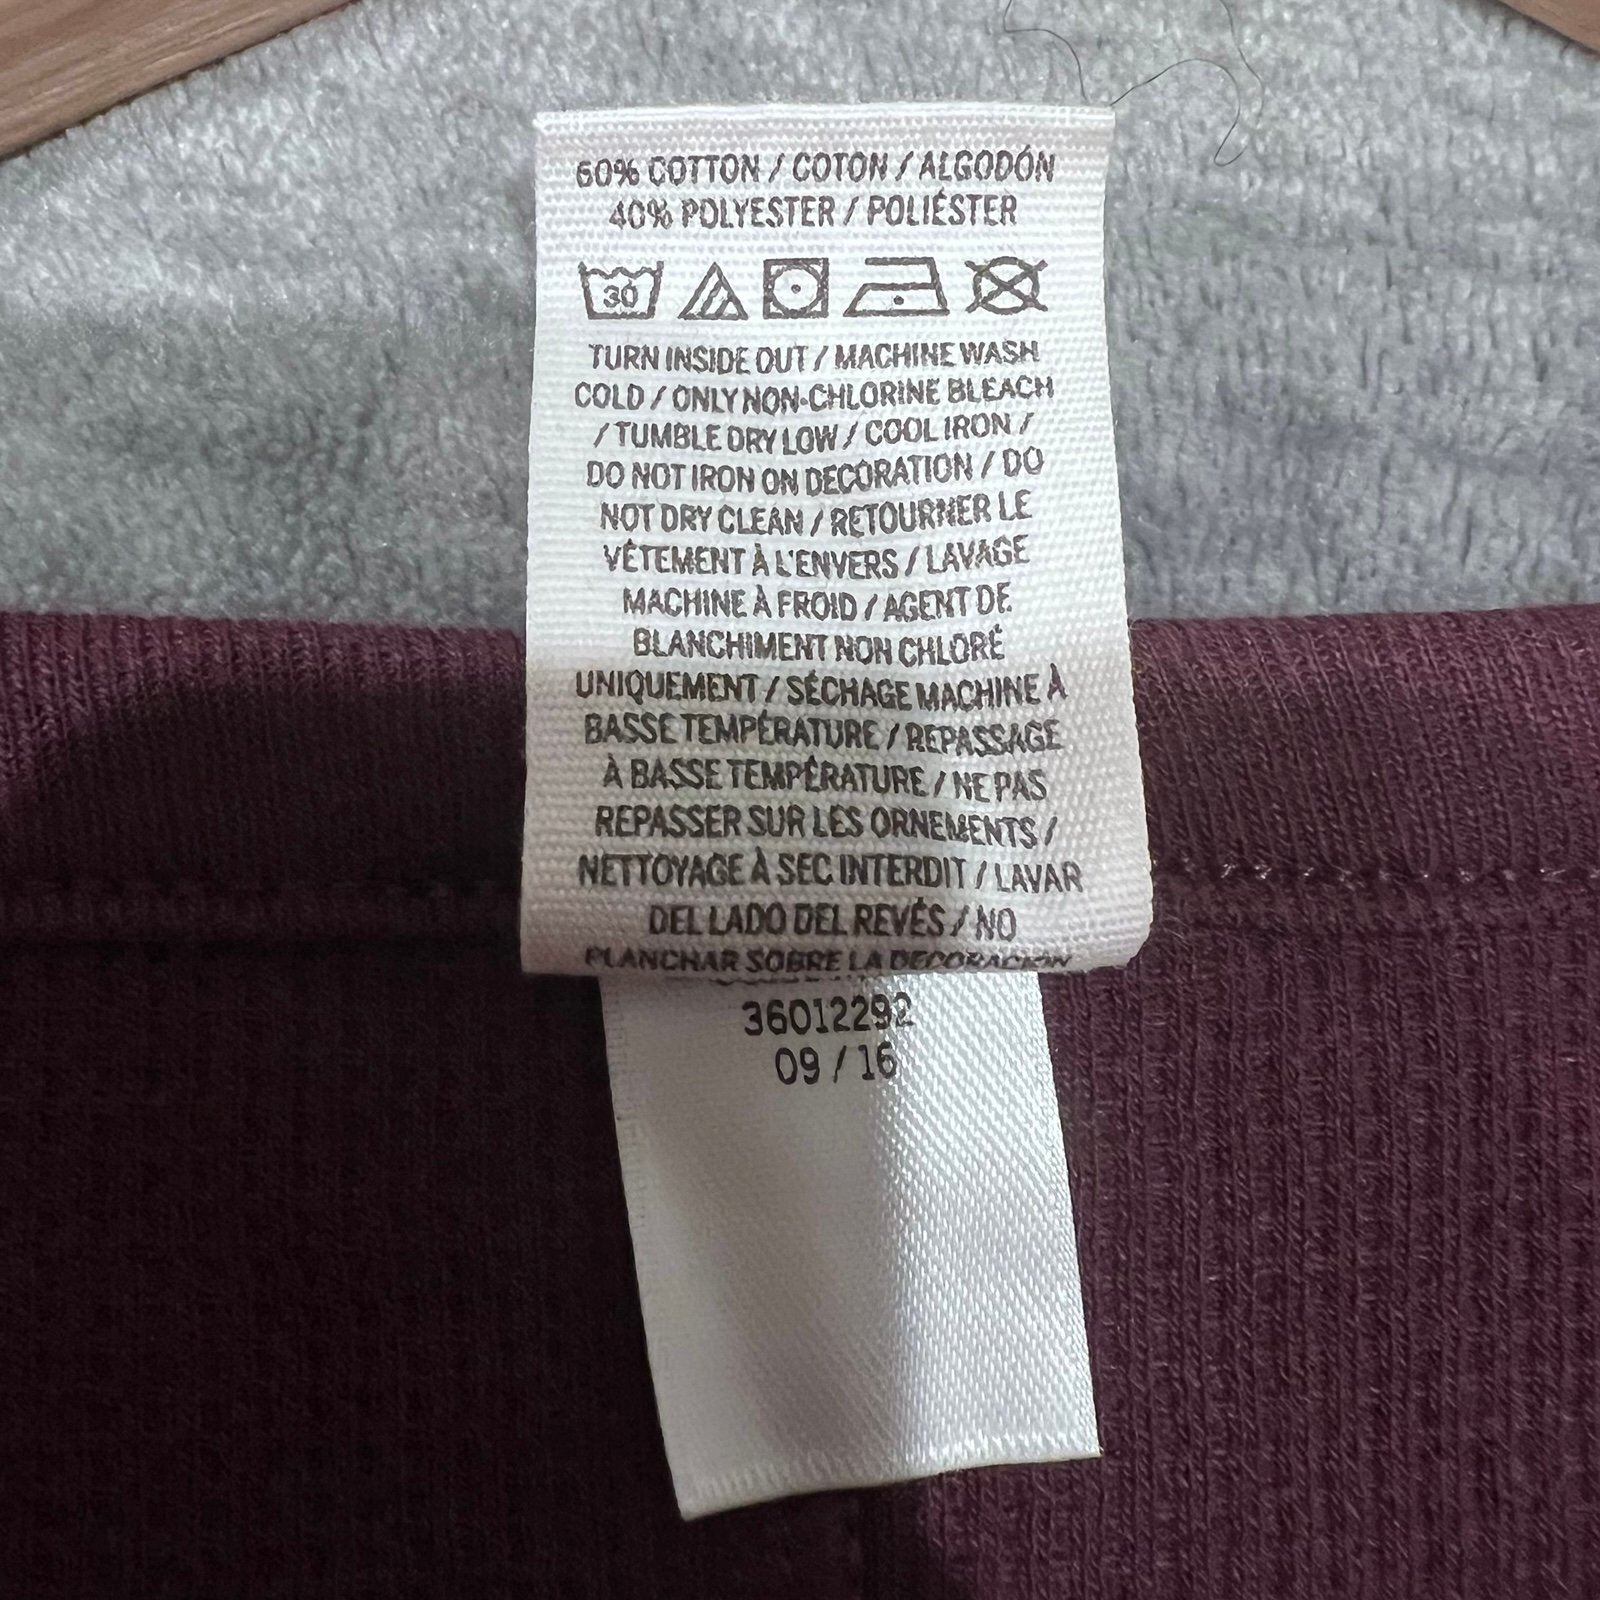 60% COTTON / COTON / ALGODÓN
40% POLYESTER / POLIÉSTER
30
TURN INSIDE OUT / MACHINE WASH
COLD / ONLY NON-CHLORINE BLEACH
/ TUMBLE DRY LOW / COOL IRON /
DO NOT IRON ON DECORATION / DO
NOT DRY CLEAN / RETOURNER LE
VÊTEMENT À L'ENVERS / LAVAGE
MACHINE À FROID / AGENT DE
BLANCHIMENT NON CHLORÉ
UNIQUEMENT / SÉCHAGE MACHINE À
BASSE TEMPÉRATURE / REPASSAGE
À BASSE TEMPÉRATURE / NE PAS
REPASSER SUR LES ORNEMENTS /
NETTOYAGE À SEC INTERDIT / LAVAR
DEL LADO DEL REVÉS / NO
PLANCHAR SOBRE LA DECORACIÓN
36012292
09 / 16